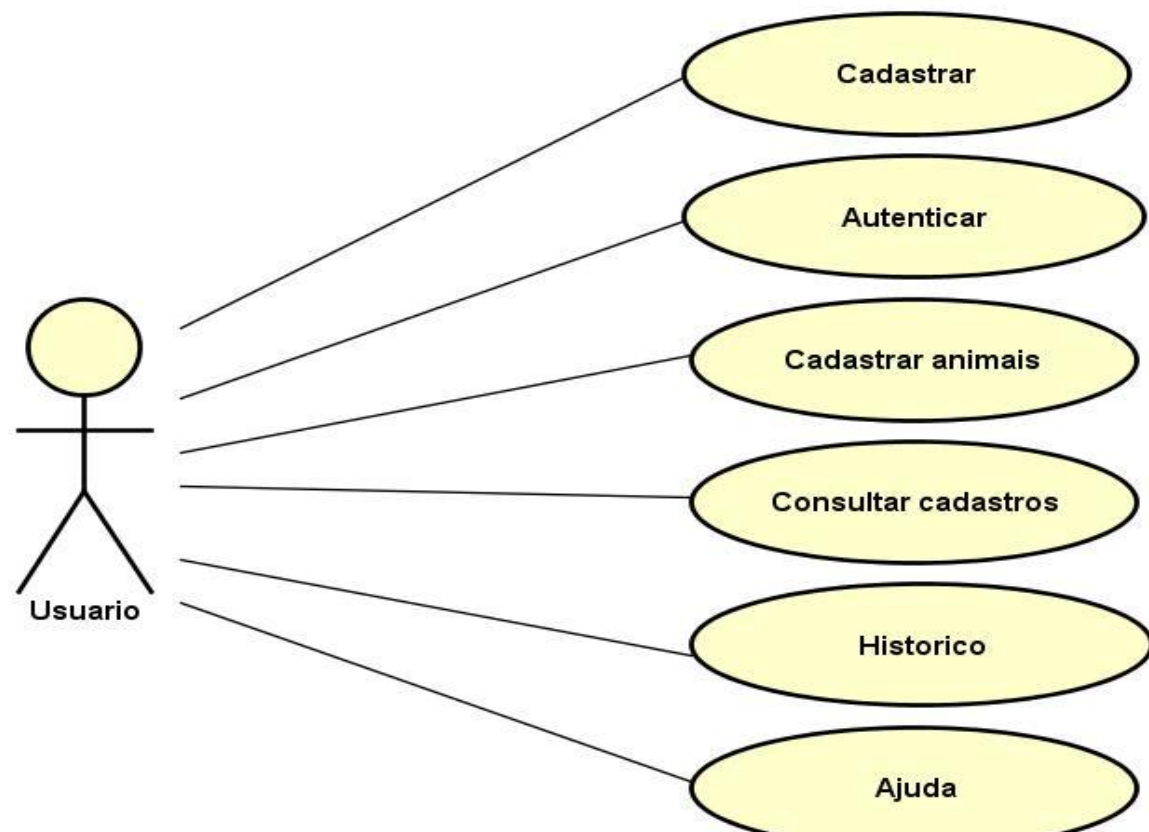 Cadastrar
Autenticar
Cadastrar animais
Consultar cadastros
Usuario
Historico
Ajuda